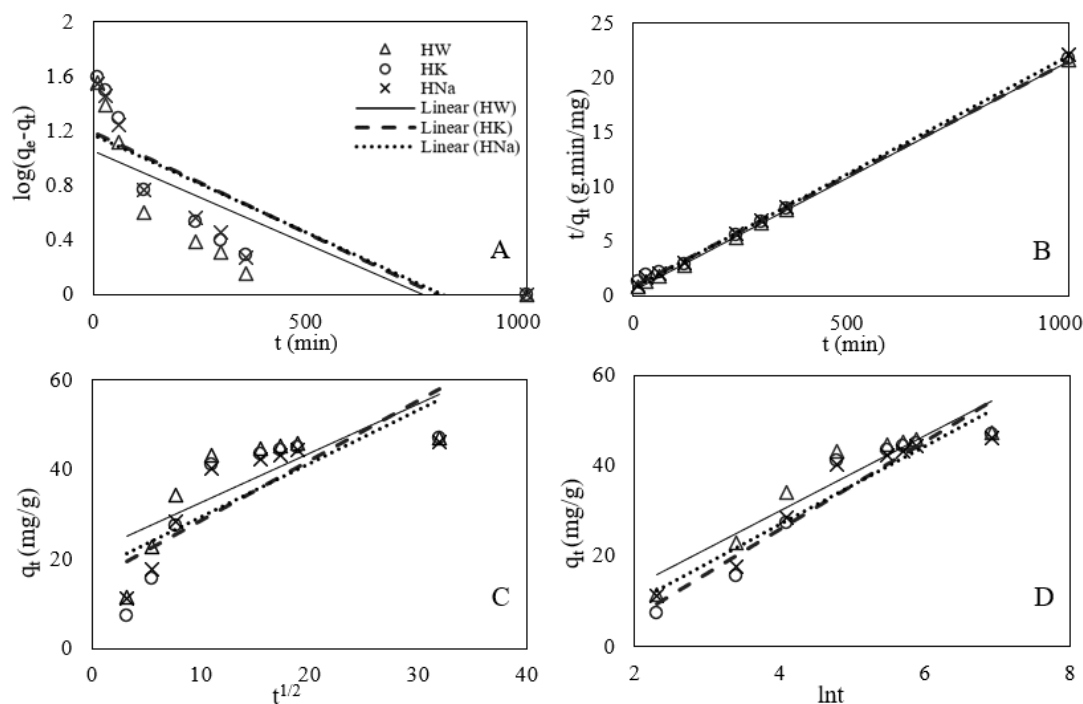 2
1.6
1.2
0.8
0.4
0
log(qe-qt)
HW
HK
HNa
Linear (HW)
Linear (HK)
Linear (HNa)
A
0 500 1000
t (min)
25
20
15
10
5
0
t/qt (g.min/mg)
B
0 500 1000
t (min)
60
40
20
0
qt (mg/g)
C
0 10 20 30 40
t1/2
60
40
20
0
qt (mg/g)
D
2 4 6 8
lnt